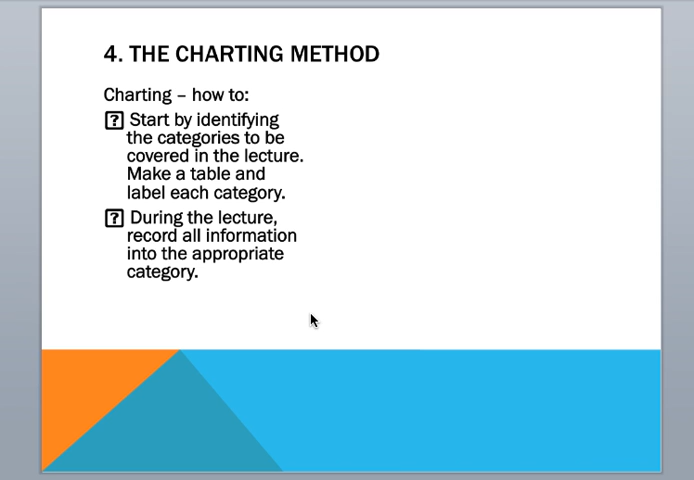 4. THE CHARTING METHOD
Charting – how to:
⍰ Start by identifying
the categories to be
covered in the lecture.
Make a table and
label each category.
⍰ During the lecture,
record all information
into the appropriate
category.